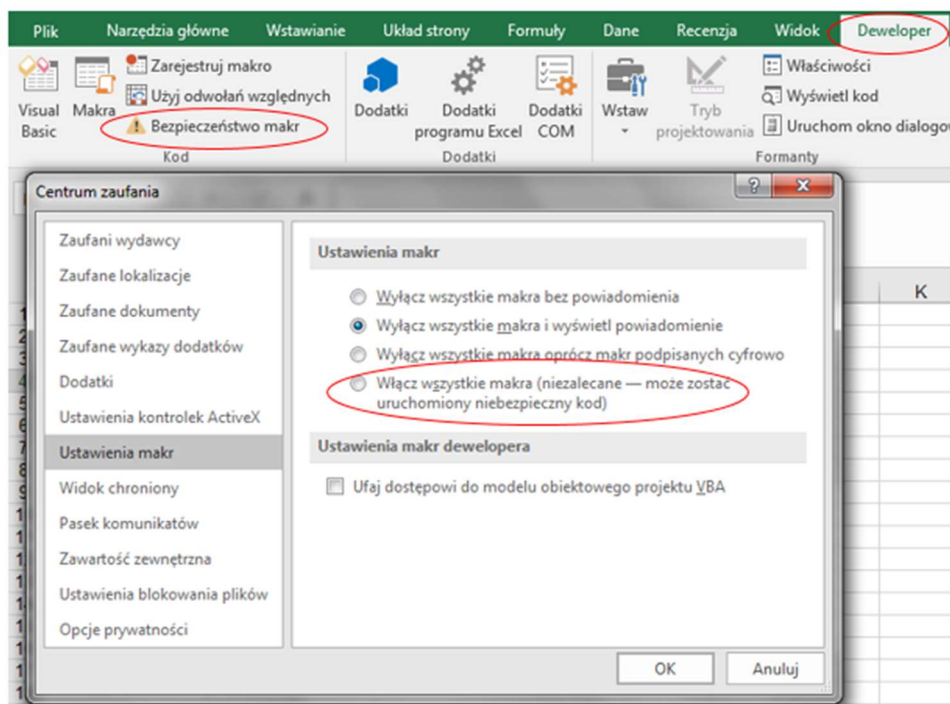 Plik Narzędzia główne Wstawianie Układ strony Formuły Dane Recenzja Widok Deweloper
Visual Basic
Makra
Zarejestruj makro
Użyj odwołań względnych
Bezpieczeństwo makr
Kod
Dodatki
Dodatki programu Excel
Dodatki COM
Dodatki
Wstaw
Tryb projektowania
Właściwości
Wyświetl kod
Uruchom okno dialogo
Formanty
Centrum zaufania
Zaufani wydawcy
Zaufane lokalizacje
Zaufane dokumenty
Zaufane wykazy dodatków
Dodatki
Ustawienia kontrolek ActiveX
Ustawienia makr
Widok chroniony
Pasek komunikatów
Zawartość zewnętrzna
Ustawienia blokowania plików
Opcje prywatności
Ustawienia makr
Wyłącz wszystkie makra bez powiadomienia
Wyłącz wszystkie makra i wyświetl powiadomienie
Wyłącz wszystkie makra oprócz makr podpisanych cyfrowo
Włącz wszystkie makra (niezalecane — może zostać
uruchomiony niebezpieczny kod)
Ustawienia makr dewelopera
Ufaj dostępowi do modelu obiektowego projektu VBA
OK Anuluj
K